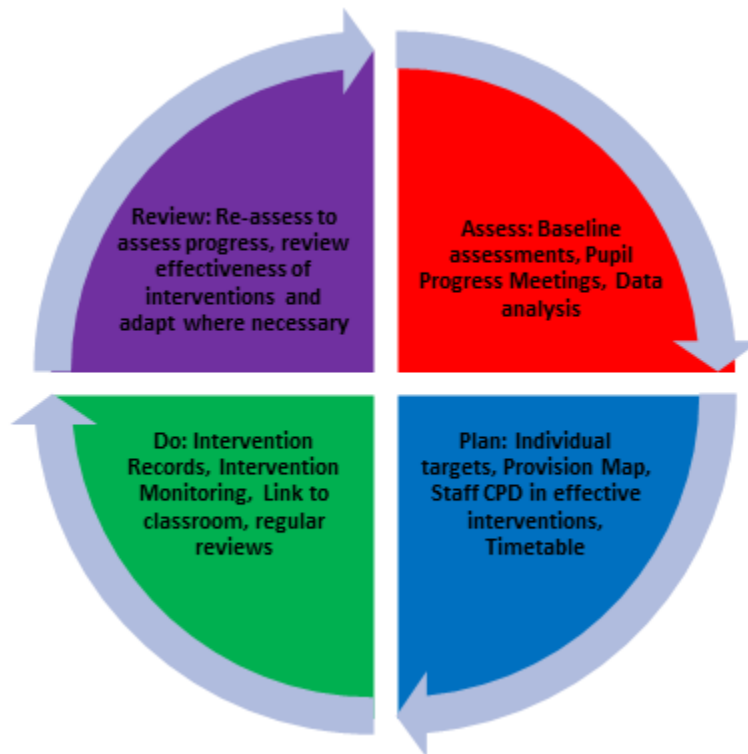 Review: Re-assess to
assess progress, review
effectiveness of
interventions and
adapt where necessary
Assess: Baseline
assessments, Pupil
Progress Meetings, Data
analysis
Do: Intervention
Records, Intervention
Monitoring, Link to
classroom, regular
reviews
Plan: Individual
targets, Provision Map,
Staff CPD in effective
interventions,
Timetable